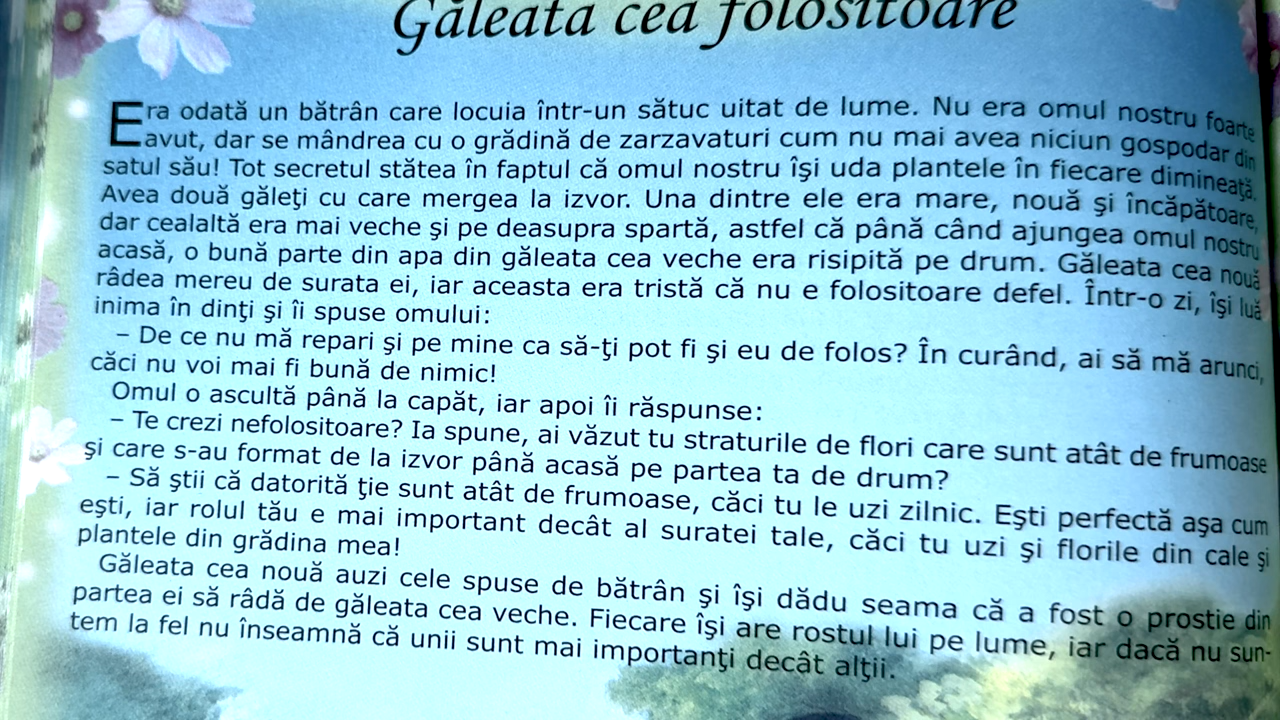 Găleata cea folositoare
Era odată un bătrân care locuia într-un sătuc uitat de lume. Nu era omul nostru foarte
avut, dar se mândrea cu o grădină de zarzavaturi cum nu mai avea niciun gospodar din
satul său! Tot secretul stătea în faptul că omul nostru îşi uda plantele în fiecare dimineaţă.
Avea două găleţi cu care mergea la izvor. Una dintre ele era mare, nouă şi încăpătoare,
dar cealaltă era mai veche şi pe deasupra spartă, astfel că până când ajungea omul nostru
acasă, o bună parte din apa din găleata cea veche era risipită pe drum. Găleata cea nouă
râdea mereu de surata ei, iar aceasta era tristă că nu e folositoare defel. Într-o zi, îşi luă
inima în dinţi şi îi spuse omului:
– De ce nu mă repari şi pe mine ca să-ţi pot fi şi eu de folos? În curând, ai să mă arunci,
căci nu voi mai fi bună de nimic!
Omul o ascultă până la capăt, iar apoi îi răspunse:
– Te crezi nefolositoare? Ia spune, ai văzut tu straturile de flori care sunt atât de frumoase
şi care s-au format de la izvor până acasă pe partea ta de drum?
– Să ştii că datorită ţie sunt atât de frumoase, căci tu le uzi zilnic. Eşti perfectă aşa cum
eşti, iar rolul tău e mai important decât al suratei tale, căci tu uzi şi florile din cale şi
plantele din grădina mea!
Găleata cea nouă auzi cele spuse de bătrân şi îşi dădu seama că a fost o prostie din
partea ei să râdă de găleata cea veche. Fiecare îşi are rostul lui pe lume, iar dacă nu sun-
tem la fel nu înseamnă că unii sunt mai importanţi decât alţii.